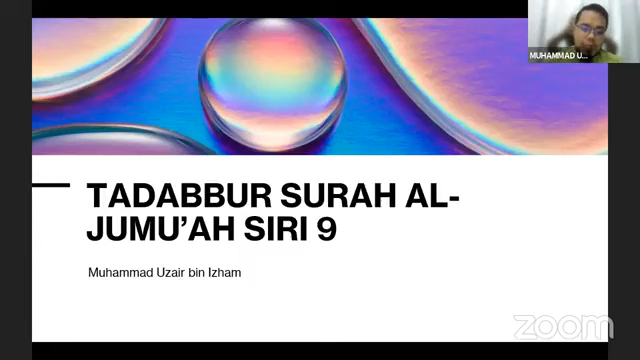 MUHAMMAD U...
TADABBUR SURAH AL-
JUMU'AH SIRI 9
Muhammad Uzair bin Izham
zoom